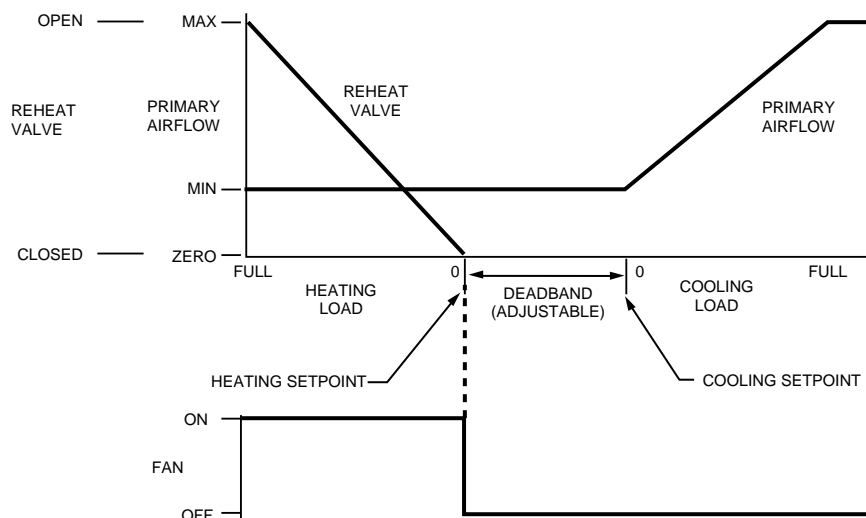 OPEN
MAX
REHEAT
VALVE
PRIMARY
AIRFLOW
REHEAT
VALVE
PRIMARY
AIRFLOW
MIN
CLOSED
ZERO
FULL
0
0
FULL
HEATING
LOAD
DEADBAND
(ADJUSTABLE)
COOLING
LOAD
HEATING SETPOINT
COOLING SETPOINT
ON
FAN
OFF